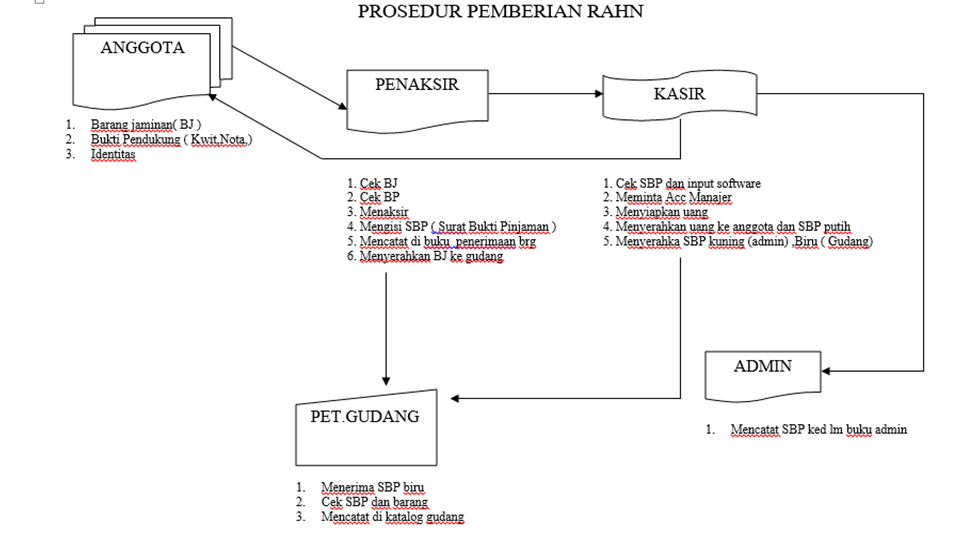 PROSEDUR PEMBERIAN RAHN
ANGGOTA
1. Barang jaminan( BJ )
2. Bukti Pendukung ( Kwit,Nota,)
3. Identitas
PENAKSIR
1. Cek BJ
2. Cek BP
3. Menaksir
4. Mengisi SBP ( Surat Bukti Pinjaman )
5. Mencatat di buku penerimaan brg
6. Menyerahkan BJ ke gudang
KASIR
1. Cek SBP dan input software
2. Meminta Acc Manajer
3. Menyiapkan uang
4. Menyerahkan uang ke anggota dan SBP putih
5. Menyerahka SBP kuning (admin) ,Biru ( Gudang)
ADMIN
1. Mencatat SBP ked lm buku admin
PET.GUDANG
1. Menerima SBP biru
2. Cek SBP dan barang
3. Mencatat di katalog gudang